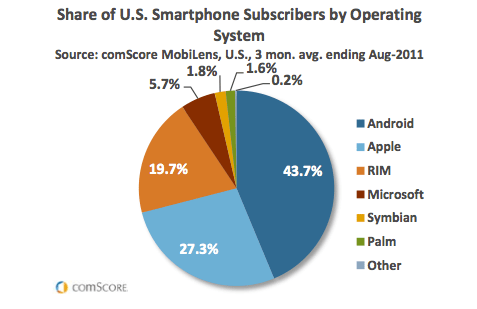 Share of U.S. Smartphone Subscribers by Operating
System
Source: comScore MobiLens, U.S., 3 mon. avg. ending Aug-2011
1.8%
1.6%
5.7%
0.2%
19.7%
43.7%
27.3%
Android
Apple
RIM
Microsoft
Symbian
Palm
Other
comScore.